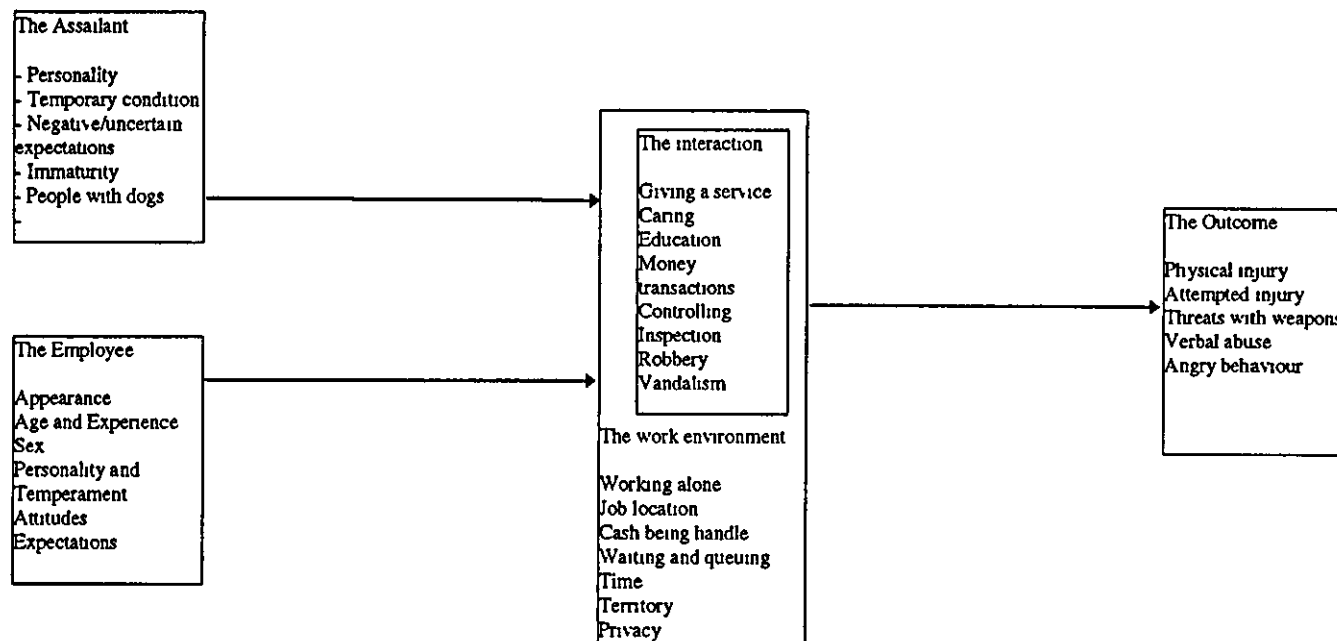 The Assailant
- Personality
- Temporary condition
- Negative/uncertain
expectations
- Immaturity
- People with dogs
-
The Employee
Appearance
Age and Experience
Sex
Personality and
Temperament
Attitudes
Expectations
The interaction
Giving a service
Caring
Education
Money
transactions
Controlling
Inspection
Robbery
Vandalism
The work environment
Working alone
Job location
Cash being handle
Waiting and queuing
Time
Territory
Privacy
The Outcome
Physical injury
Attempted injury
Threats with weapons
Verbal abuse
Angry behaviour